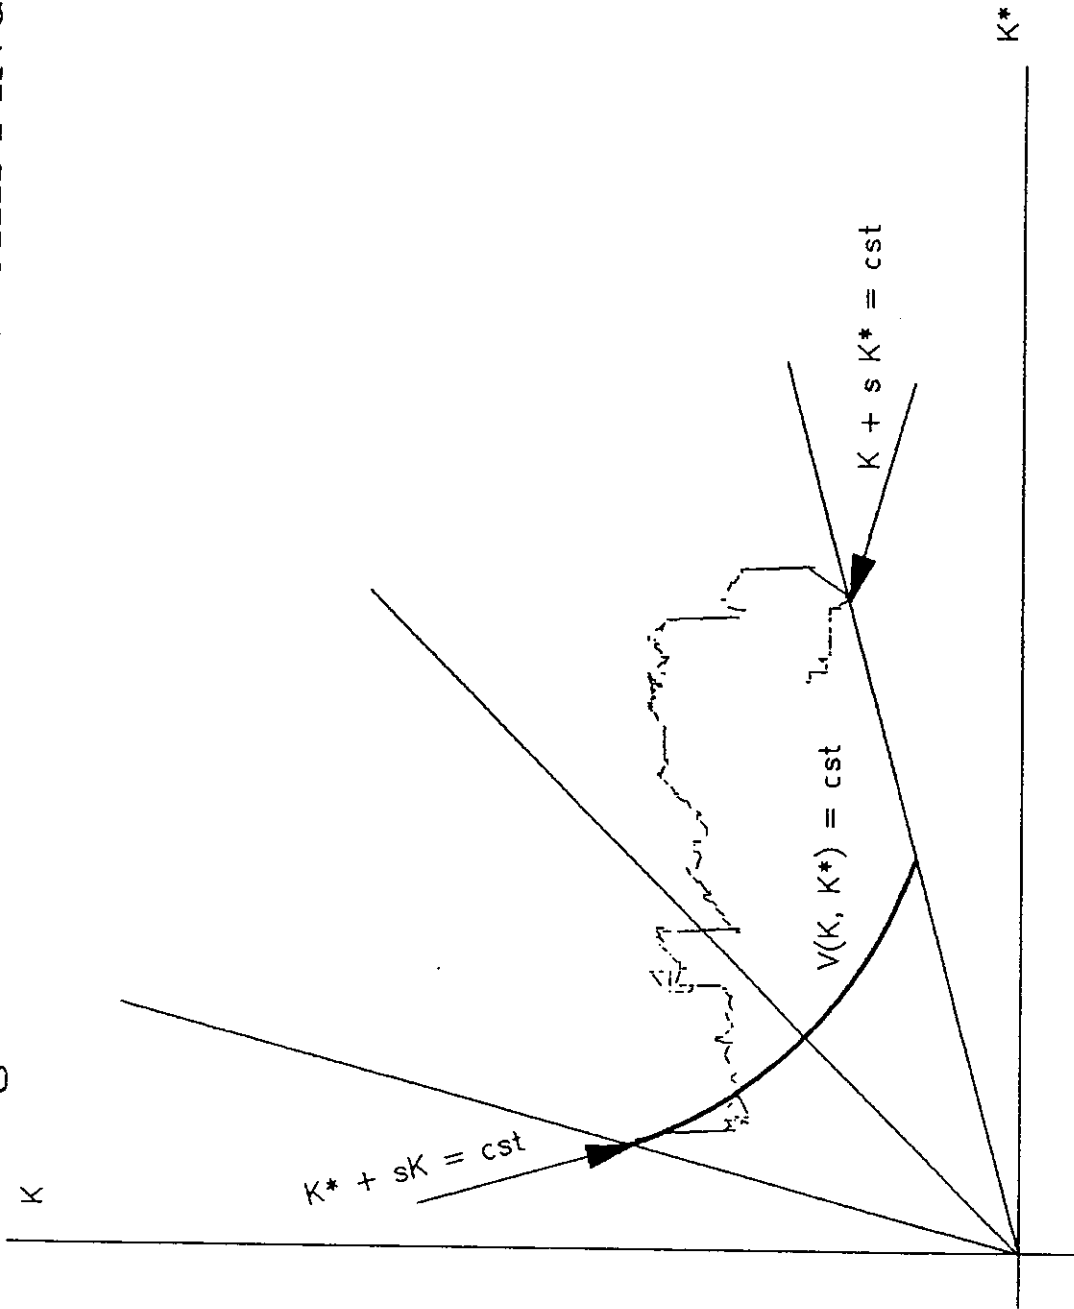 K
K*
K* + sK = cst
V(K, K*) = cst
K + s K* = cst